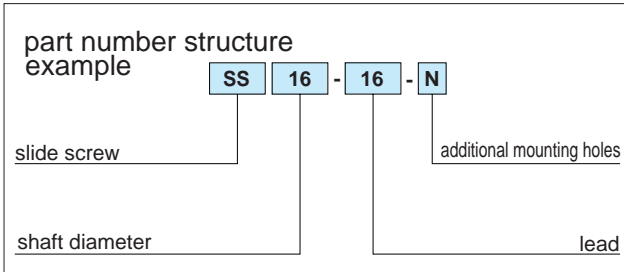 part number structure
example
SS 16 - 16 - N
slide screw
additional mounting holes
shaft diameter
lead